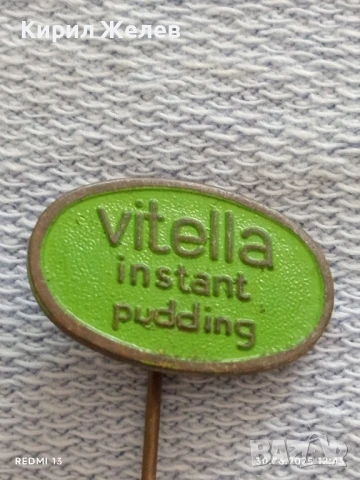 Кирил Желев
vitella
instant
pudding
REDMI 13